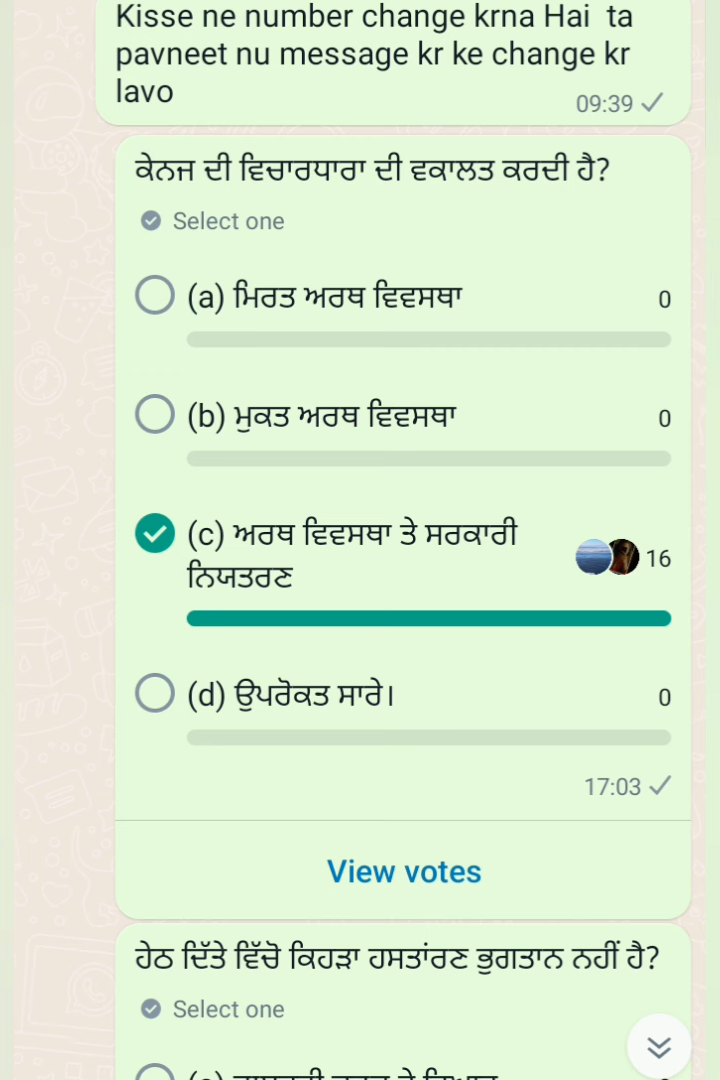 Kisse ne number change krna Hai  ta
pavneet nu message kr ke change kr
lavo
09:39
ਕੇਨਜ ਦੀ ਵਿਚਾਰਧਾਰਾ ਦੀ ਵਕਾਲਤ ਕਰਦੀ ਹੈ?
Select one
(a) ਮਿਰਤ ਅਰਥ ਵਿਵਸਥਾ
0
(b) ਮੁਕਤ ਅਰਥ ਵਿਵਸਥਾ
0
(c) ਅਰਥ ਵਿਵਸਥਾ ਤੇ ਸਰਕਾਰੀ
ਨਿਯਤਰਣ
16
(d) ਉਪਰੋਕਤ ਸਾਰੇ।
0
17:03
View votes
ਹੇਠ ਦਿੱਤੇ ਵਿੱਚੋ ਕਿਹੜਾ ਹਸਤਾਂਰਣ ਭੁਗਤਾਨ ਨਹੀਂ ਹੈ?
Select one